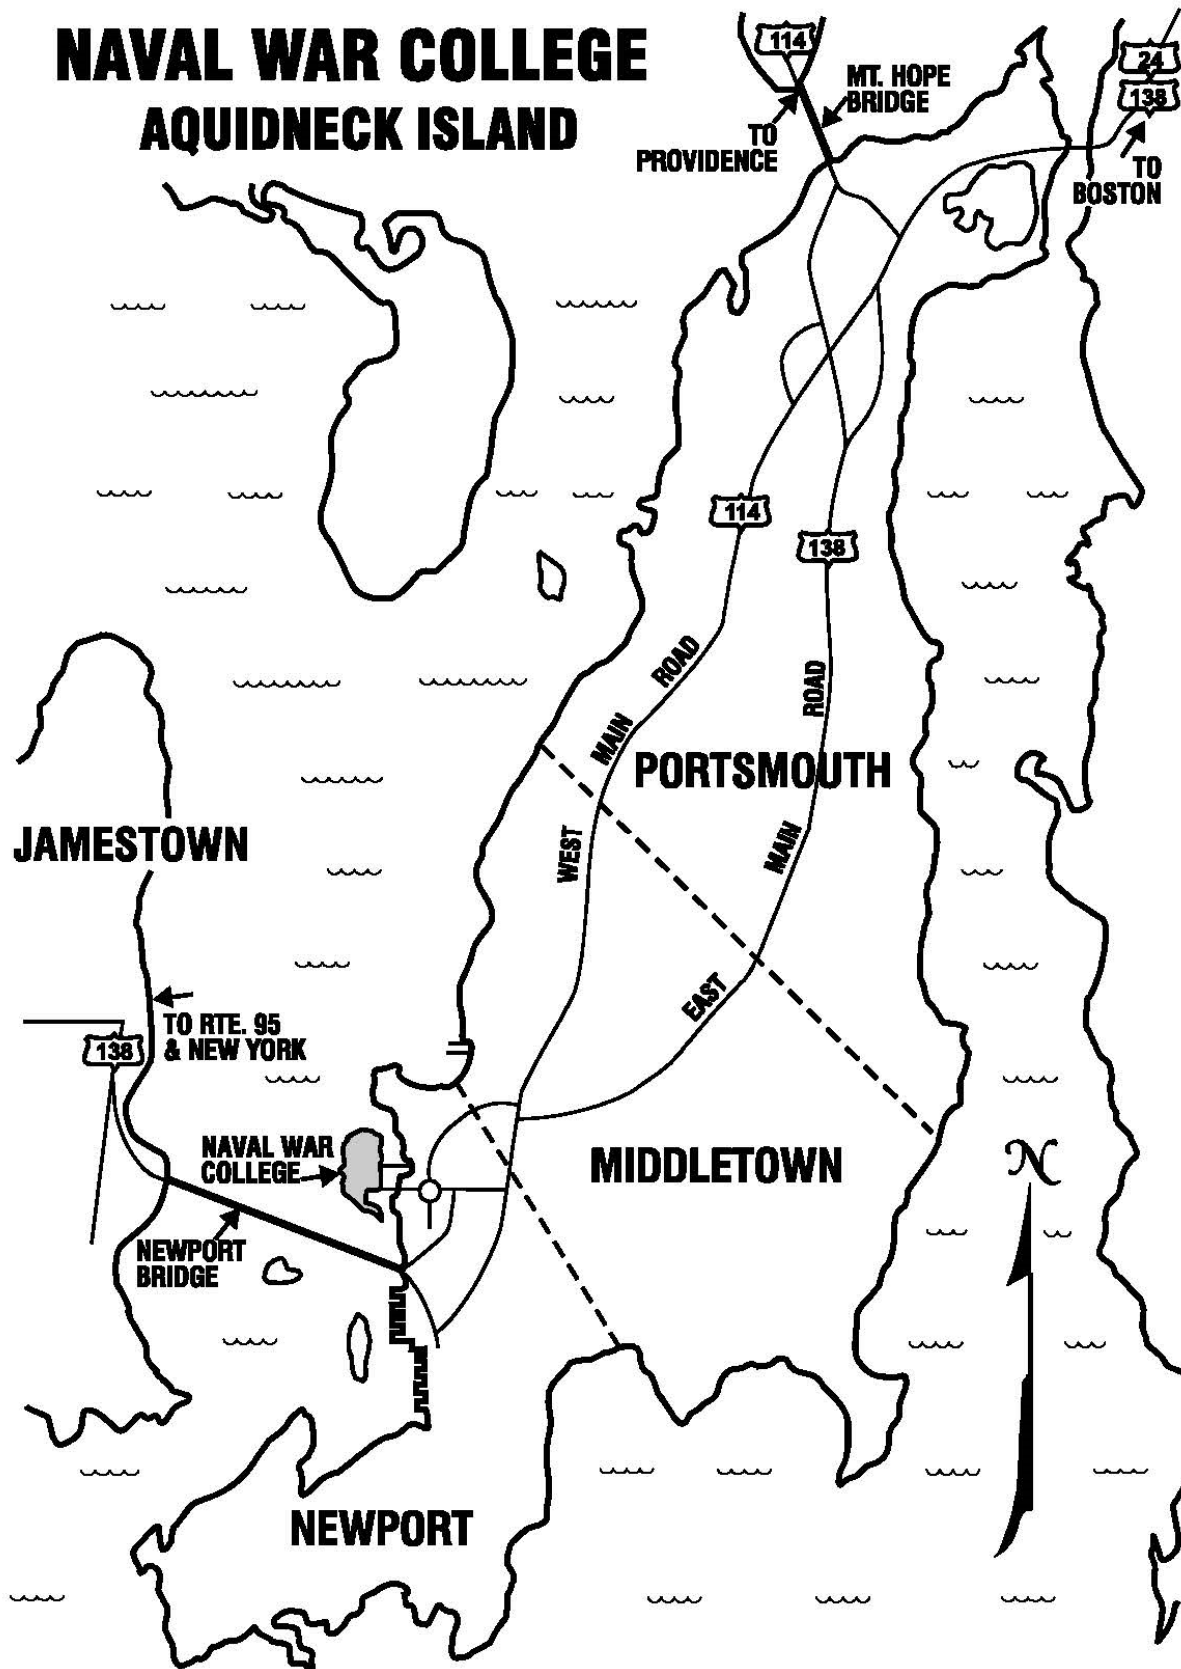 NAVAL WAR COLLEGE
AQUIDNECK ISLAND
114
MT. HOPE
BRIDGE
TO
PROVIDENCE
24
138
TO
BOSTON
114
138
ROAD
MAIN
WEST
ROAD
MAIN
EAST
PORTSMOUTH
JAMESTOWN
TO RTE. 95
& NEW YORK
138
NAVAL WAR
COLLEGE
MIDDLETOWN
N
NEWPORT
BRIDGE
NEWPORT